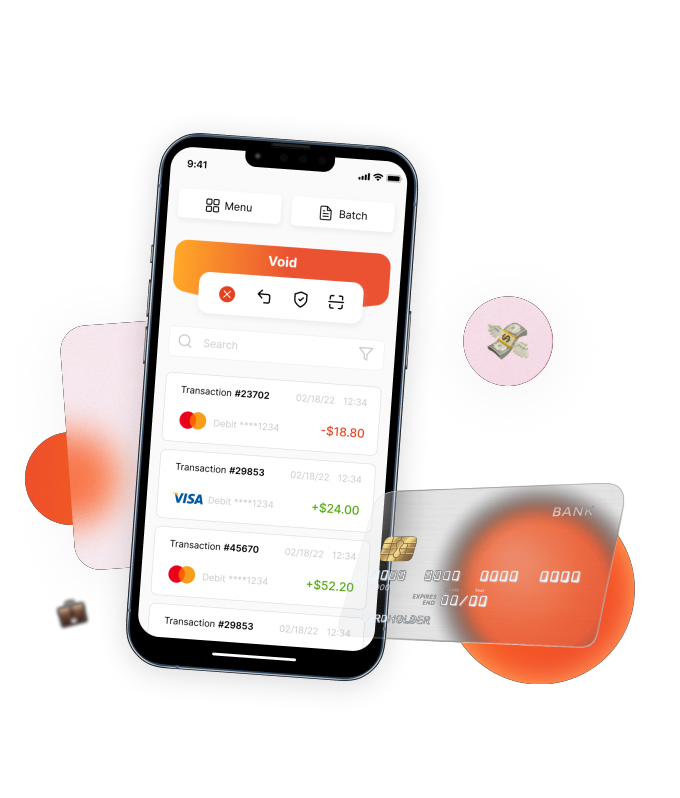 9:41
Menu
Batch
Void
Search
Transaction #23702 02/18/22 12:34
Debit ****1234 -$18.80
Transaction #29853 02/18/22 12:34
VISA Debit ****1234 +$24.00
Transaction #45670 02/18/22 12:34
Debit ****1234 +$52.20
Transaction #29853 02/18/22 12:34
BANK
0000 0000 0000 0000
EXPIRES
END 00/00
RDHOLDER